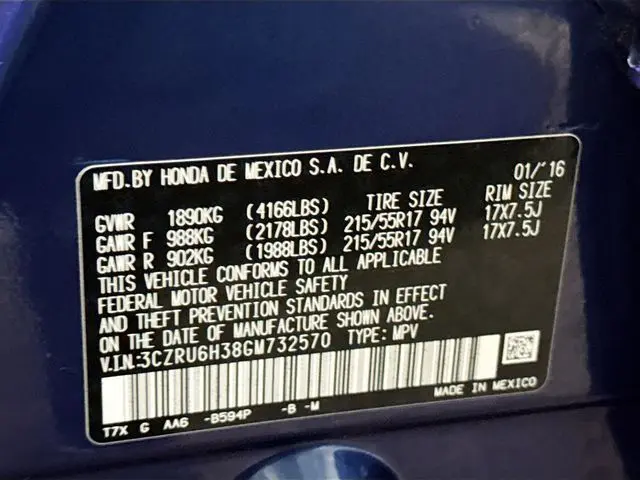 MFD.BY HONDA DE MEXICO S.A. DE C.V. 01/'16
GVWR 1890KG (4166LBS) TIRE SIZE RIM SIZE
GAWR F 988KG (2178LBS) 215/55R17 94V 17X7.5J
GAWR R 902KG (1988LBS) 215/55R17 94V 17X7.5J
THIS VEHICLE CONFORMS TO ALL APPLICABLE
FEDERAL MOTOR VEHICLE SAFETY
AND THEFT PREVENTION STANDARDS IN EFFECT
ON THE DATE OF MANUFACTURE SHOWN ABOVE.
V.I.N:3CZRU6H38GM732570 TYPE: MPV
MADE IN MEXICO
T7X G AA6 -B594P -B -M